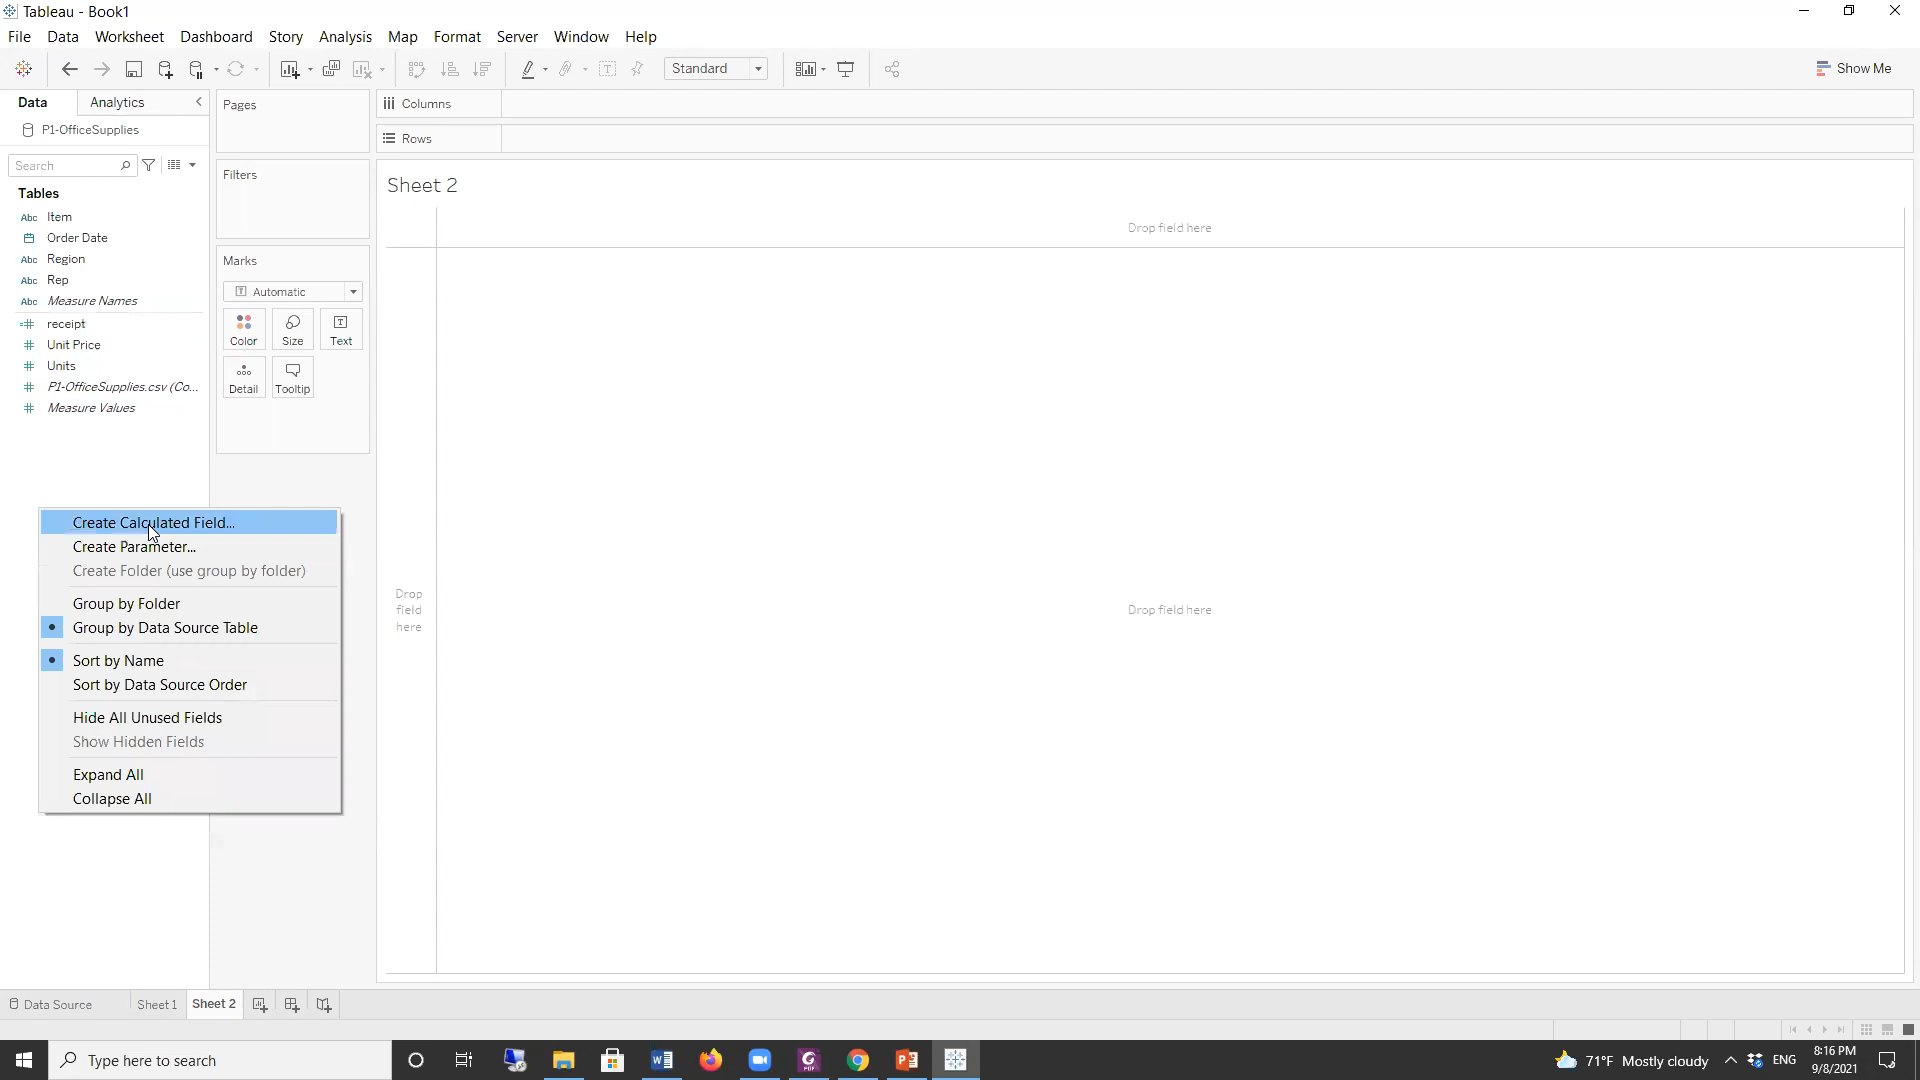 Tableau - Book1
File Data Worksheet Dashboard Story Analysis Map Format Server Window Help
Standard
Show Me
Data Analytics
P1-OfficeSupplies
Search
Tables
Abc Item
Order Date
Abc Region
Abc Rep
Abc Measure Names
receipt
Unit Price
Units
P1-OfficeSupplies.csv (Co...
Measure Values
Pages
Filters
Marks
Automatic
Color Size Text
Detail Tooltip
Columns
Rows
Sheet 2
Drop field here
Drop
field
here
Drop field here
Create Calculated Field...
Create Parameter...
Create Folder (use group by folder)
Group by Folder
Group by Data Source Table
Sort by Name
Sort by Data Source Order
Hide All Unused Fields
Show Hidden Fields
Expand All
Collapse All
Data Source Sheet 1 Sheet 2
Type here to search
71°F Mostly cloudy
ENG
8:16 PM
9/8/2021